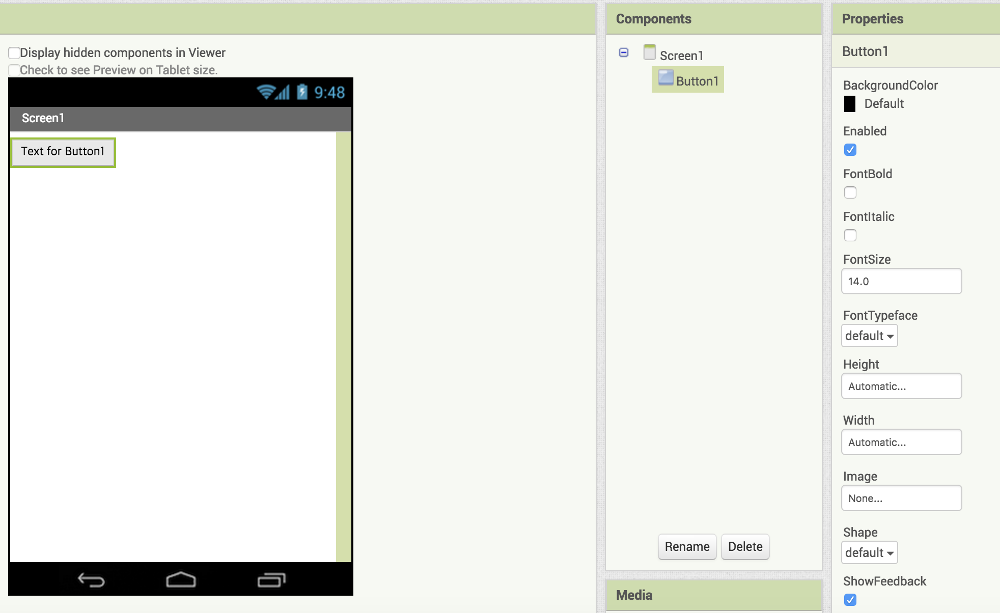 Display hidden components in Viewer
Check to see Preview on Tablet size.
9:48
Screen1
Text for Button1
Components
Screen1
Button1
Rename
Delete
Media
Properties
Button1
BackgroundColor
Default
Enabled
FontBold
FontItalic
FontSize
14.0
FontTypeface
default
Height
Automatic...
Width
Automatic...
Image
None...
Shape
default
ShowFeedback